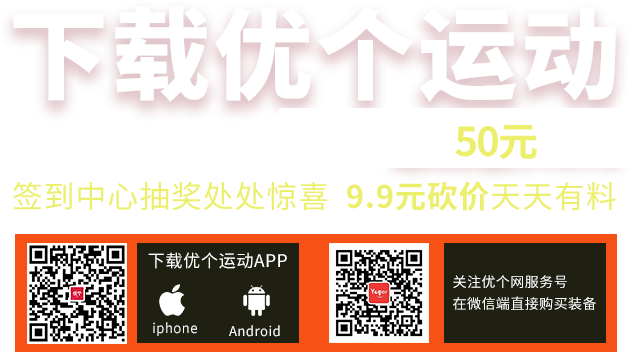 下载优个运动
50元
签到中心抽奖处处惊喜 9.9元砍价天天有料
下载优个运动APP
iphone
Android
关注优个网服务号
在微信端直接购买装备